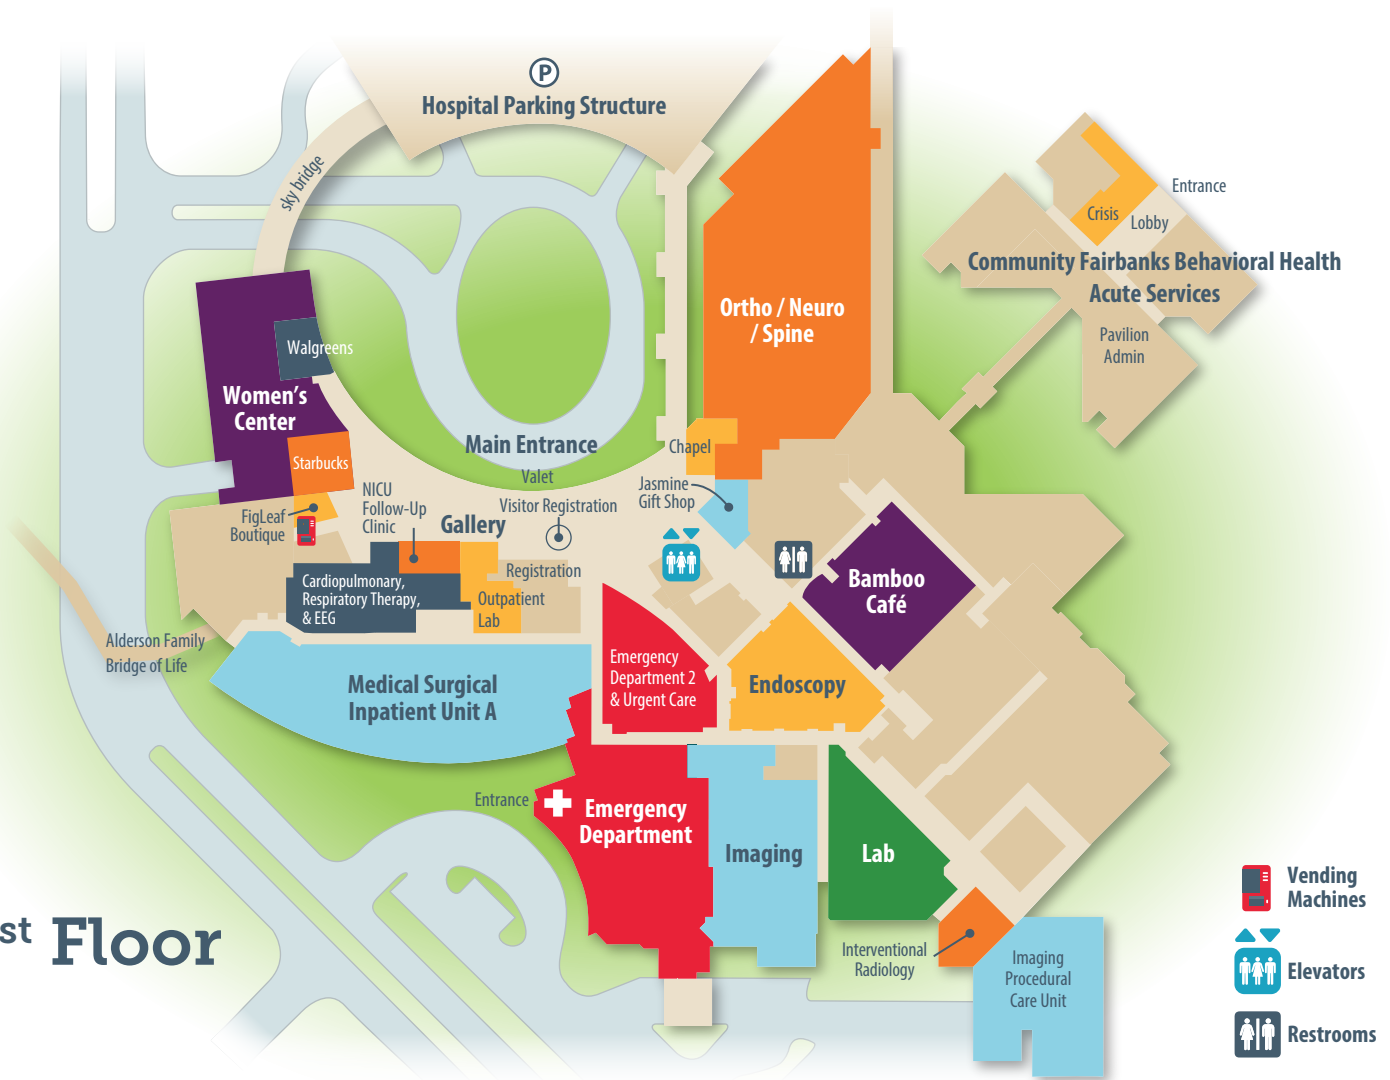 P
Hospital Parking Structure
sky bridge
Entrance
Crisis
Lobby
Community Fairbanks Behavioral Health
Acute Services
Pavilion
Admin
Ortho / Neuro
/ Spine
Walgreens
Women's
Center
Starbucks
Main Entrance
Valet
Chapel
Jasmine
Gift Shop
NICU
Follow-Up
Clinic
Visitor Registration
Gallery
FigLeaf
Boutique
Registration
Cardiopulmonary,
Respiratory Therapy,
& EEG
Outpatient
Lab
Bamboo
Café
Alderson Family
Bridge of Life
Emergency
Department 2
& Urgent Care
Medical Surgical
Inpatient Unit A
Endoscopy
Entrance
Emergency
Department
Imaging
Lab
st Floor
Interventional
Radiology
Imaging
Procedural
Care Unit
Vending
Machines
Elevators
Restrooms